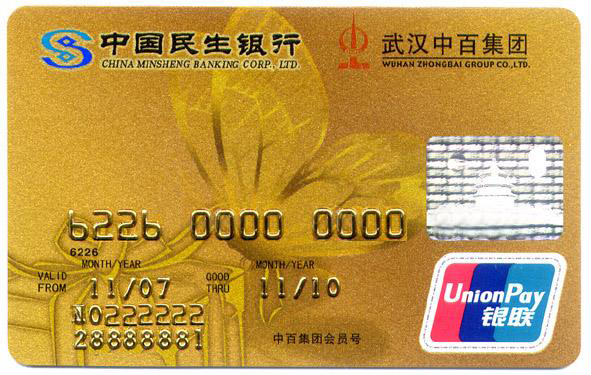 中国民生银行
CHINA MINSHENG BANKING CORP., LTD.
武汉中百集团
WUHAN ZHONGBAI GROUP CO.,LTD.
6226 0000 0000
6226
MONTH/YEAR MONTH/YEAR
VALID FROM 11/07 GOOD THRU 11/10
N0222222
28888881
中百集团会员号
UnionPay
银联